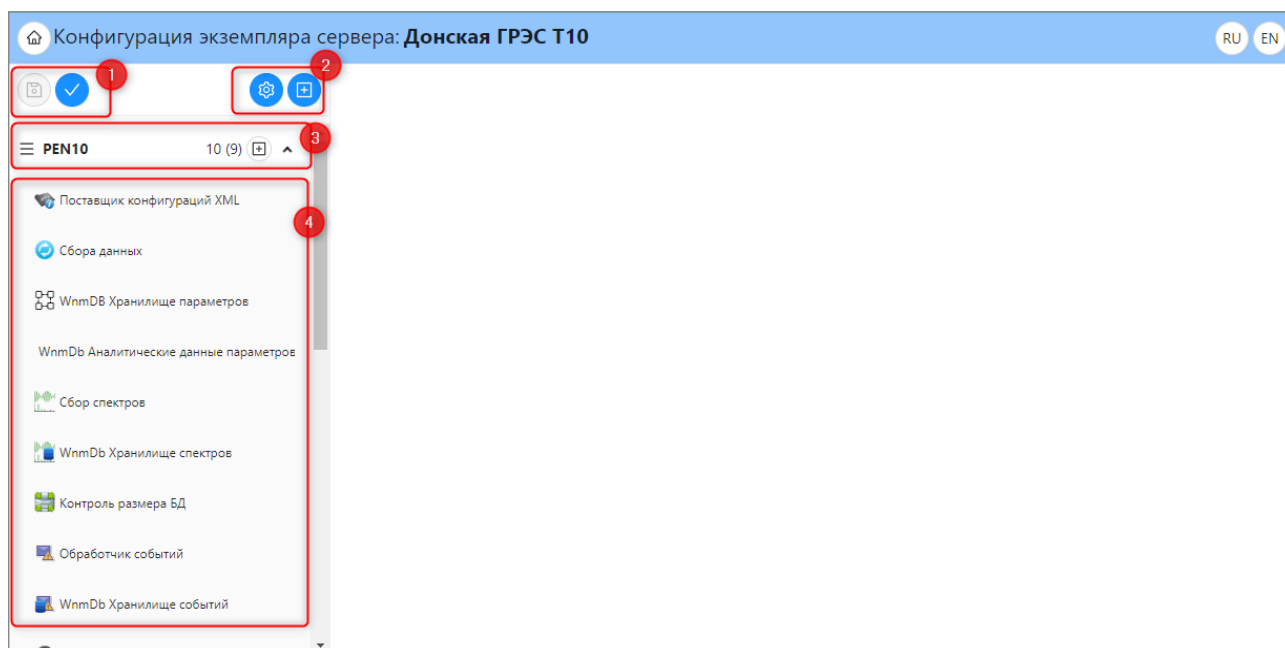 Конфигурация экземпляра сервера: Донская ГРЭС Т10
RU EN
1
2
PEN10 10 (9)
3
Поставщик конфигураций XML
4
Сбора данных
WnmDB Хранилище параметров
WnmDb Аналитические данные параметров
Сбор спектров
WnmDb Хранилище спектров
Контроль размера БД
Обработчик событий
WnmDb Хранилище событий